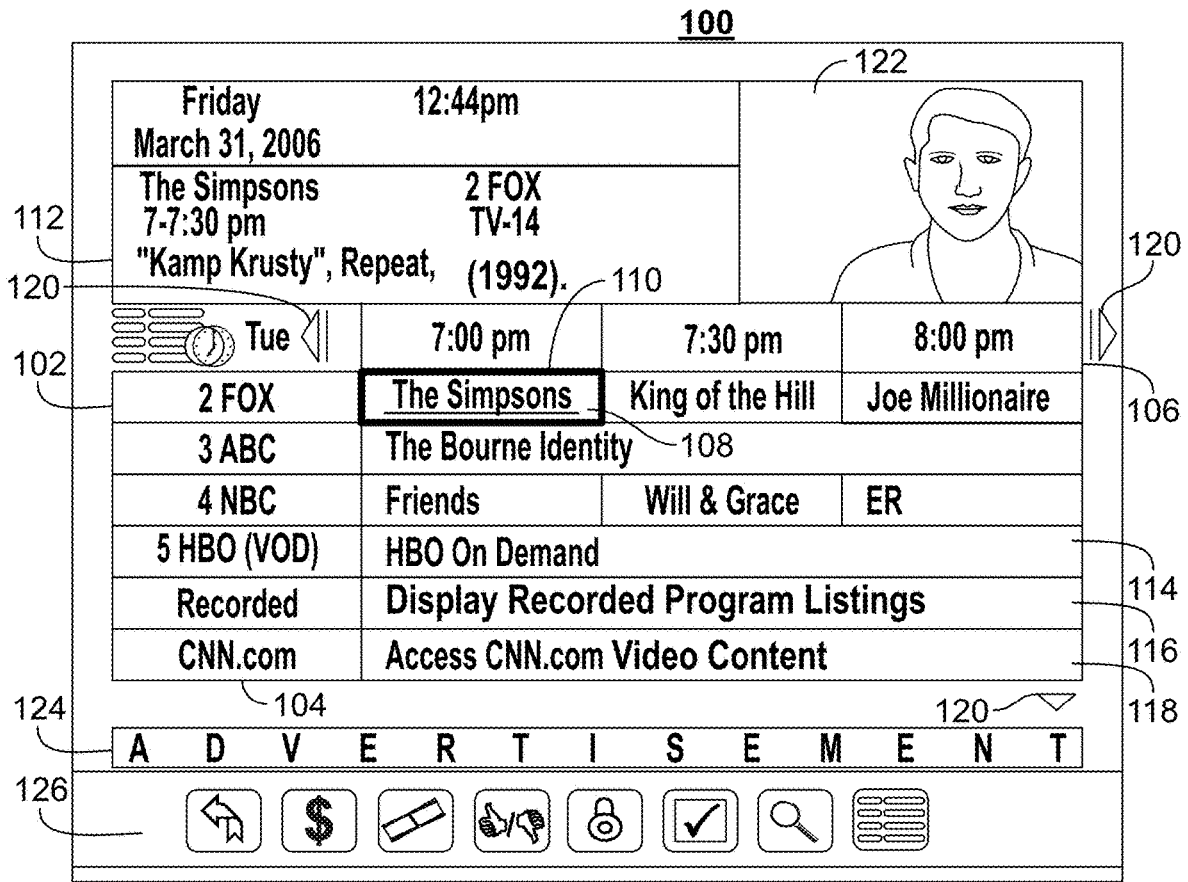 100
122
Friday 12:44pm
March 31, 2006
The Simpsons 2 FOX
7-7:30 pm TV-14
"Kamp Krusty", Repeat, (1992).
112
120
110
120
Tue 7:00 pm 7:30 pm 8:00 pm
102
2 FOX The Simpsons King of the Hill Joe Millionaire
106
108
3 ABC The Bourne Identity
4 NBC Friends Will & Grace ER
5 HBO (VOD) HBO On Demand
114
Recorded Display Recorded Program Listings
116
CNN.com Access CNN.com Video Content
118
104
120
124
A D V E R T I S E M E N T
126
$